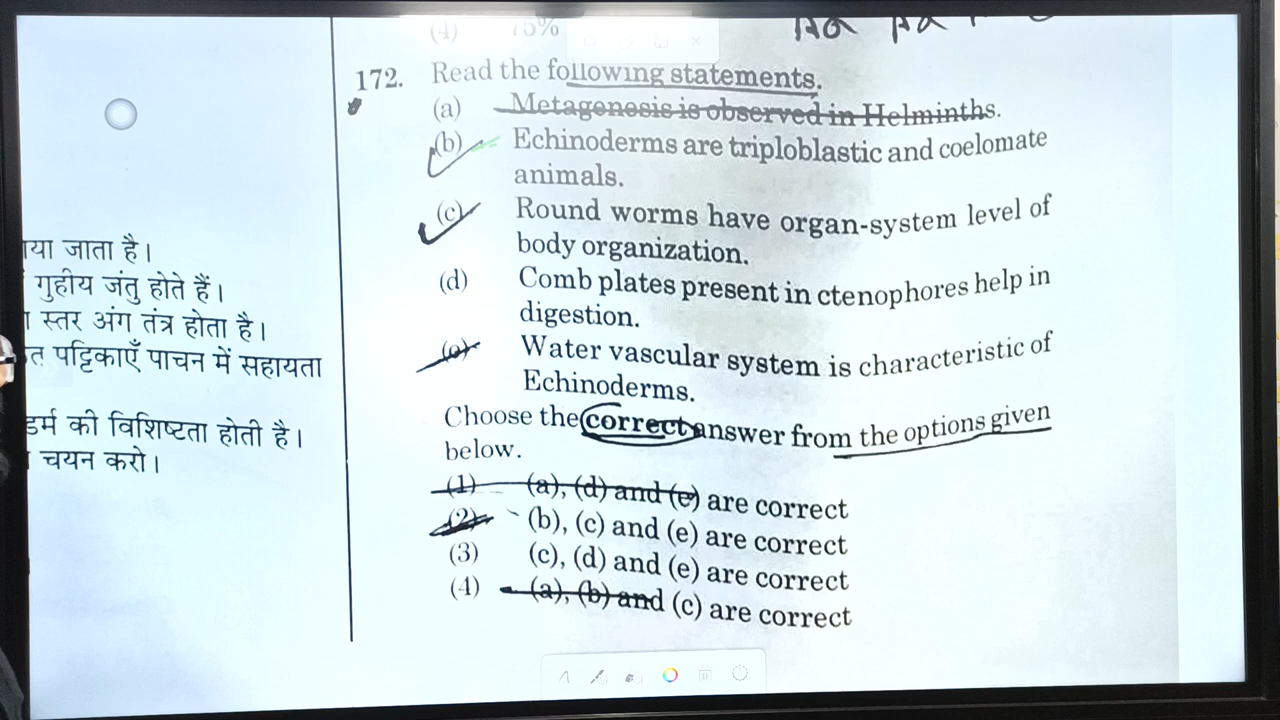 (4) 75%
172. Read the following statements.
(a) Metagenesis is observed in Helminths.
(b) Echinoderms are triploblastic and coelomate
animals.
(c) Round worms have organ-system level of
body organization.
(d) Comb plates present in ctenophores help in
digestion.
(e) Water vascular system is characteristic of
Echinoderms.
Choose the correct answer from the options given
below.
(1) (a), (d) and (e) are correct
(2) (b), (c) and (e) are correct
(3) (c), (d) and (e) are correct
(4) (a), (b) and (c) are correct
जाता है।
गुहीय जंतु होते हैं।
स्तर अंग तंत्र होता है।
पट्टिकाएँ पाचन में सहायता
की विशिष्टता होती है।
चयन करो।